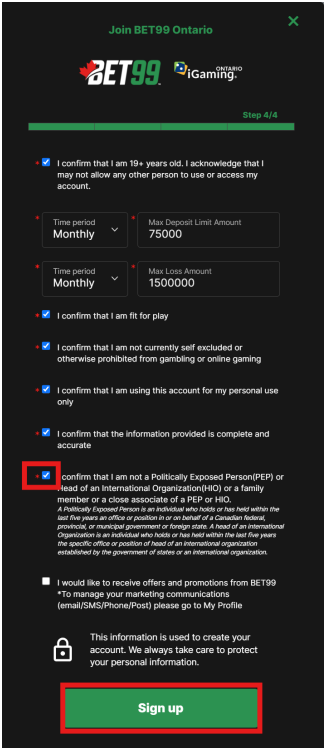 Join BET99 Ontario
BET99.
iGaming
ONTARIO
Step 4/4
* I confirm that I am 19+ years old. I acknowledge that I
may not allow any other person to use or access my
account.
* Time period
Monthly
* Max Deposit Limit Amount
75000
* Time period
Monthly
* Max Loss Amount
1500000
* I confirm that I am fit for play
* I confirm that I am not currently self excluded or
otherwise prohibited from gambling or online gaming
* I confirm that I am using this account for my personal use
only
* I confirm that the information provided is complete and
accurate
* I confirm that I am not a Politically Exposed Person(PEP) or
Head of an International Organization(HIO) or a family
member or a close associate of a PEP or HIO.
A Politically Exposed Person is an individual who holds or has held within the
last five years an office or position in or on behalf of a Canadian federal,
provincial, or municipal government or foreign state. A head of an International
Organization is an individual who holds or has held within the last five years
the specific office or position of head of an international organization
established by the government of states or an international organization.
I would like to receive offers and promotions from BET99
*To manage your marketing communications
(email/SMS/Phone/Post) please go to My Profile
This information is used to create your
account. We always take care to protect
your personal information.
Sign up